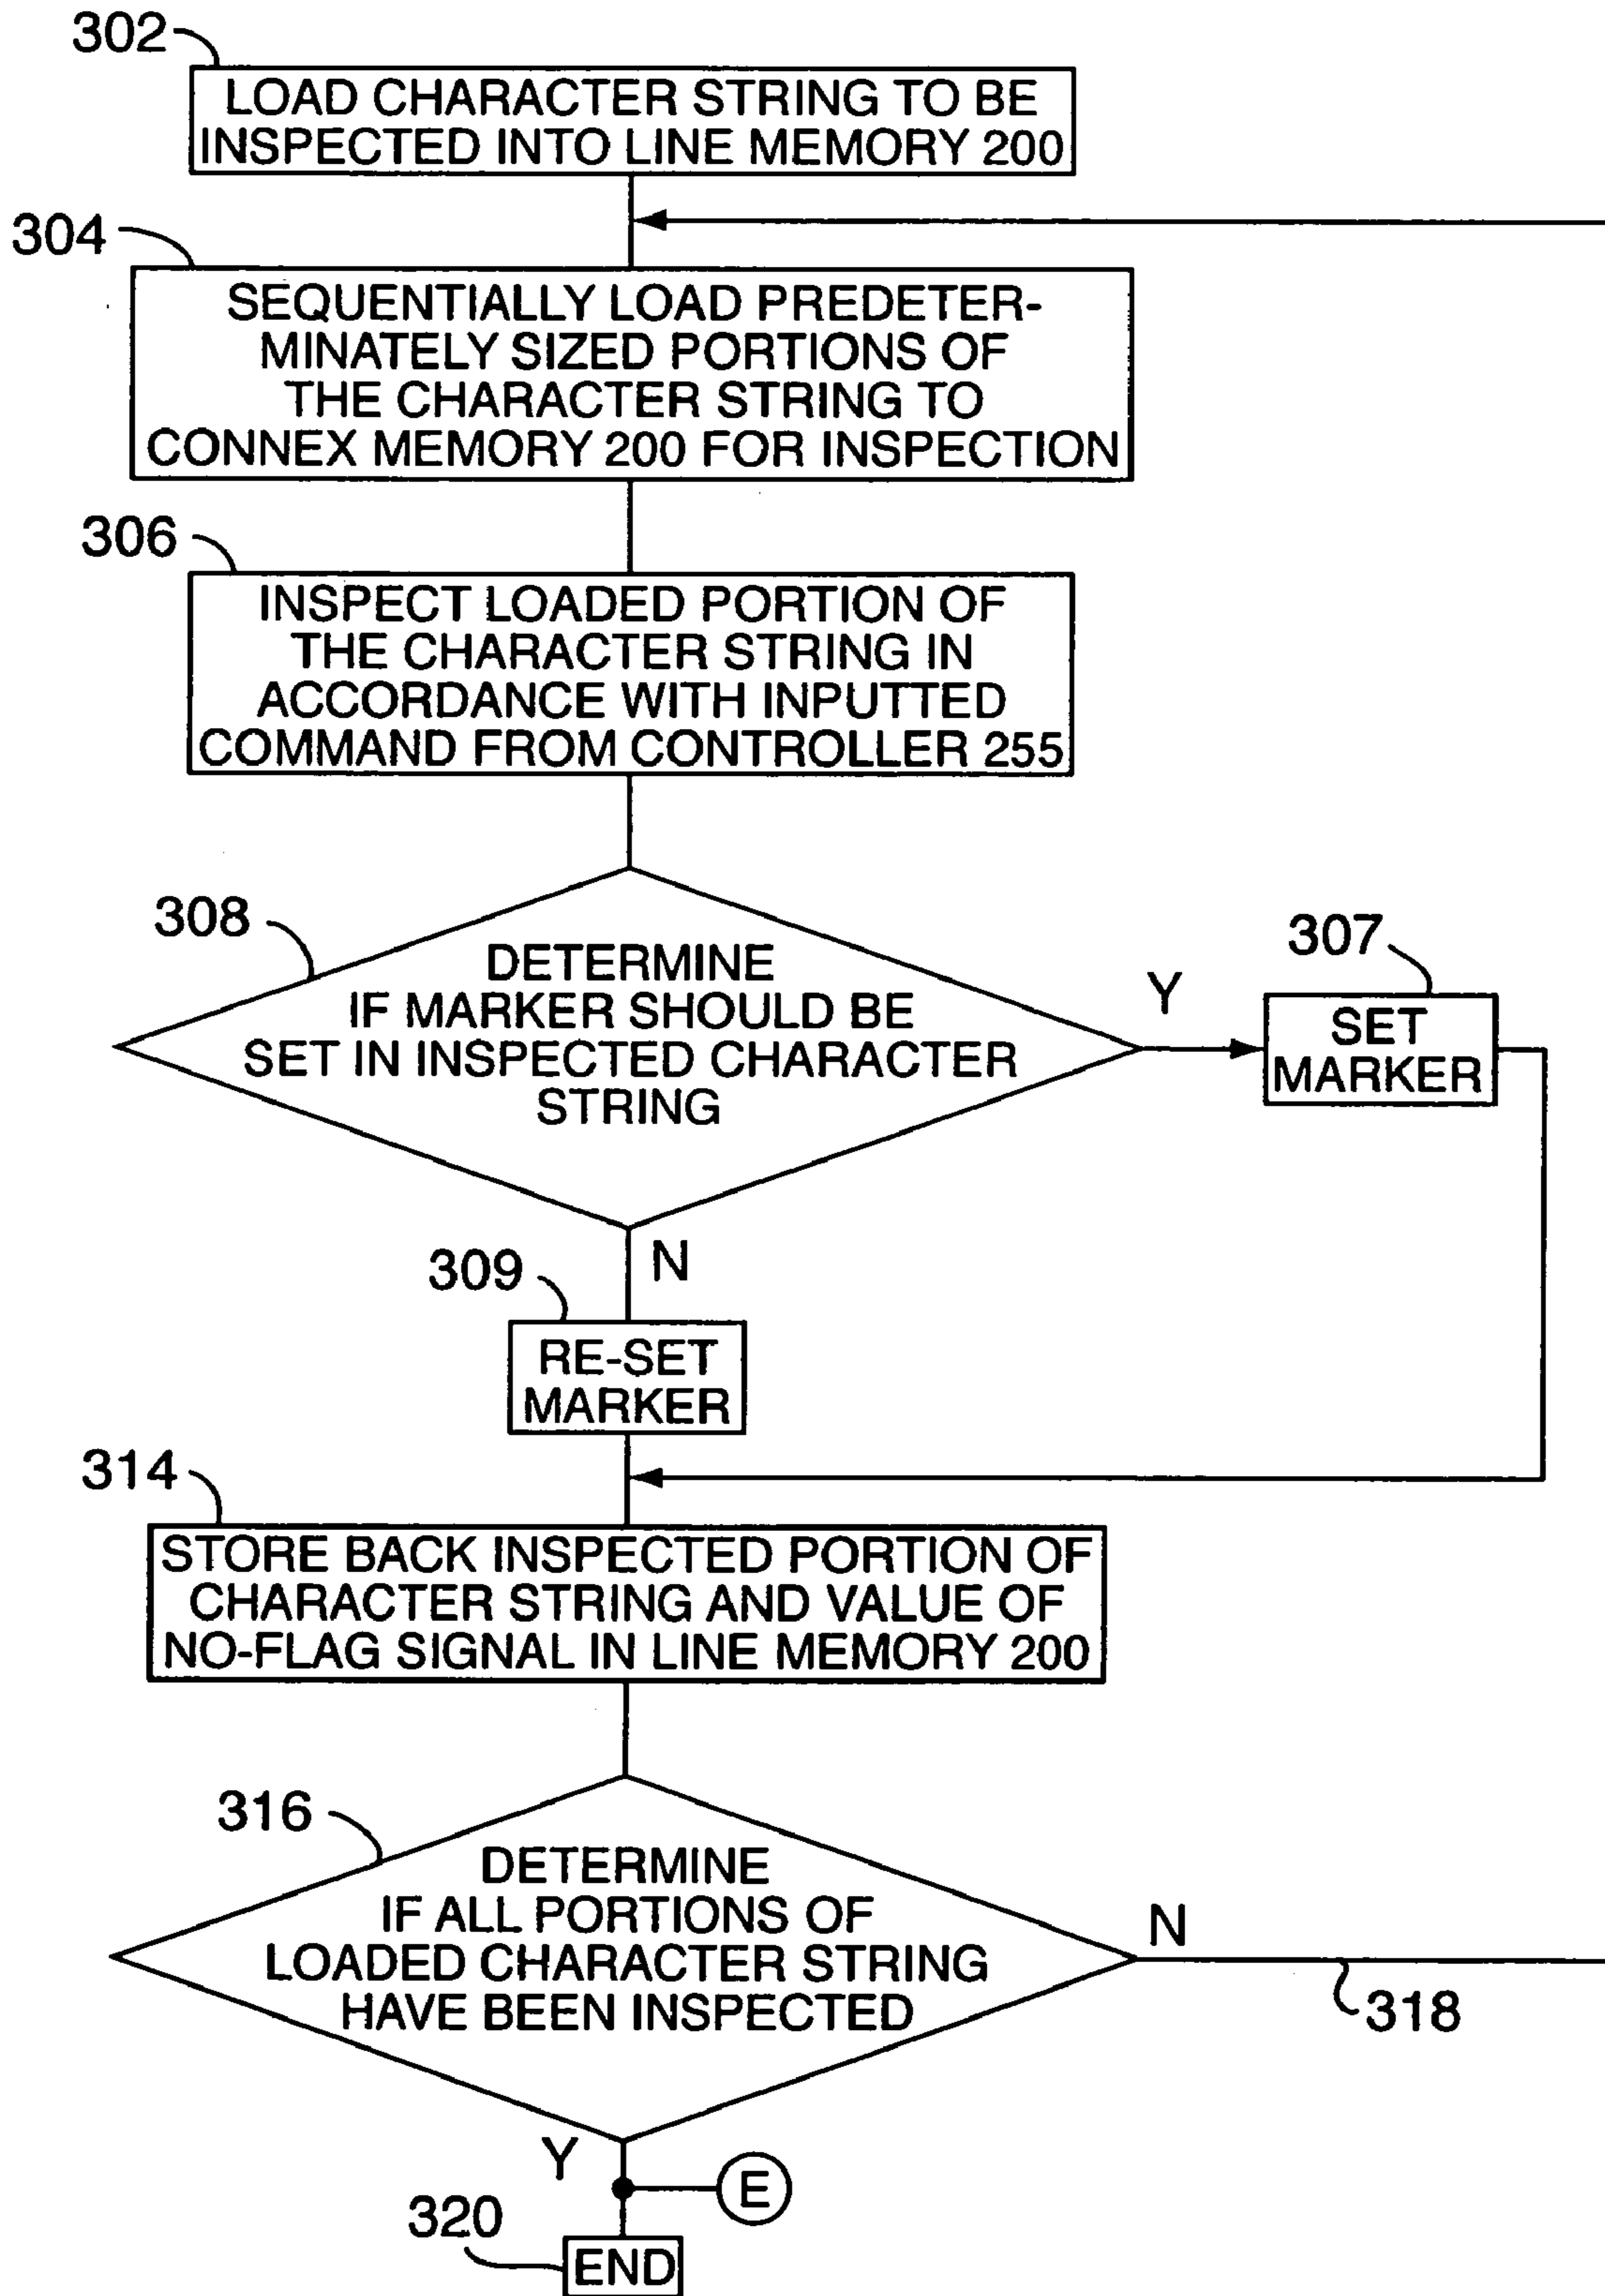 302
LOAD CHARACTER STRING TO BE
INSPECTED INTO LINE MEMORY 200
304
SEQUENTIALLY LOAD PREDETER-
MINATELY SIZED PORTIONS OF
THE CHARACTER STRING TO
CONNEX MEMORY 200 FOR INSPECTION
306
INSPECT LOADED PORTION OF
THE CHARACTER STRING IN
ACCORDANCE WITH INPUTTED
COMMAND FROM CONTROLLER 255
308
DETERMINE
IF MARKER SHOULD BE
SET IN INSPECTED CHARACTER
STRING
Y
307
SET
MARKER
N
309
RE-SET
MARKER
314
STORE BACK INSPECTED PORTION OF
CHARACTER STRING AND VALUE OF
NO-FLAG SIGNAL IN LINE MEMORY 200
316
DETERMINE
IF ALL PORTIONS OF
LOADED CHARACTER STRING
HAVE BEEN INSPECTED
N
318
Y
E
320
END